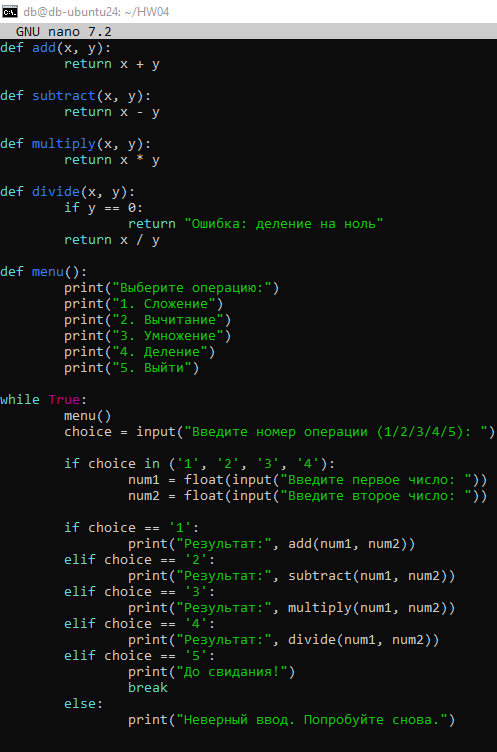 db@db-ubuntu24: ~/HW04
GNU nano 7.2
def add(x, y):
        return x + y

def subtract(x, y):
        return x - y

def multiply(x, y):
        return x * y

def divide(x, y):
        if y == 0:
                return "Ошибка: деление на ноль"
        return x / y

def menu():
        print("Выберите операцию:")
        print("1. Сложение")
        print("2. Вычитание")
        print("3. Умножение")
        print("4. Деление")
        print("5. Выйти")

while True:
        menu()
        choice = input("Введите номер операции (1/2/3/4/5): ")

        if choice in ('1', '2', '3', '4'):
                num1 = float(input("Введите первое число: "))
                num2 = float(input("Введите второе число: "))

        if choice == '1':
                print("Результат:", add(num1, num2))
        elif choice == '2':
                print("Результат:", subtract(num1, num2))
        elif choice == '3':
                print("Результат:", multiply(num1, num2))
        elif choice == '4':
                print("Результат:", divide(num1, num2))
        elif choice == '5':
                print("До свидания!")
                break
        else:
                print("Неверный ввод. Попробуйте снова.")